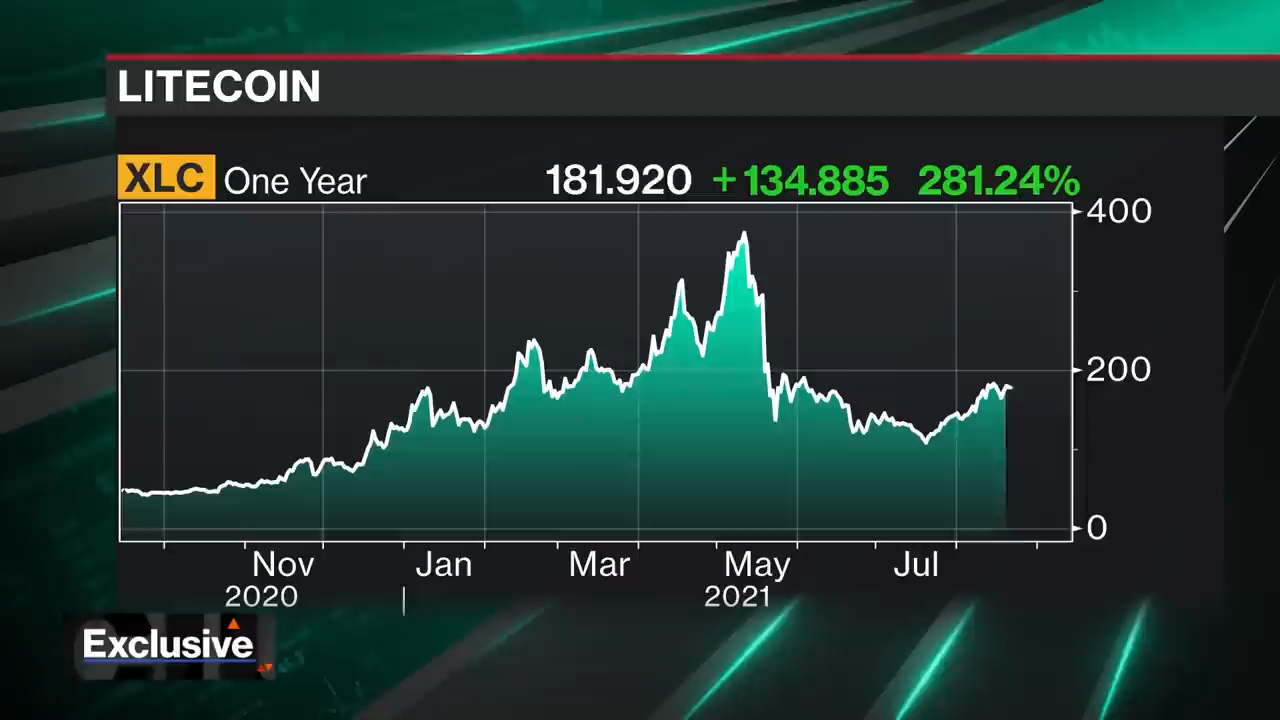 LITECOIN
XLC One Year 181.920 +134.885 281.24%
400
200
0
Nov Jan Mar May Jul
2020 2021
Exclusive